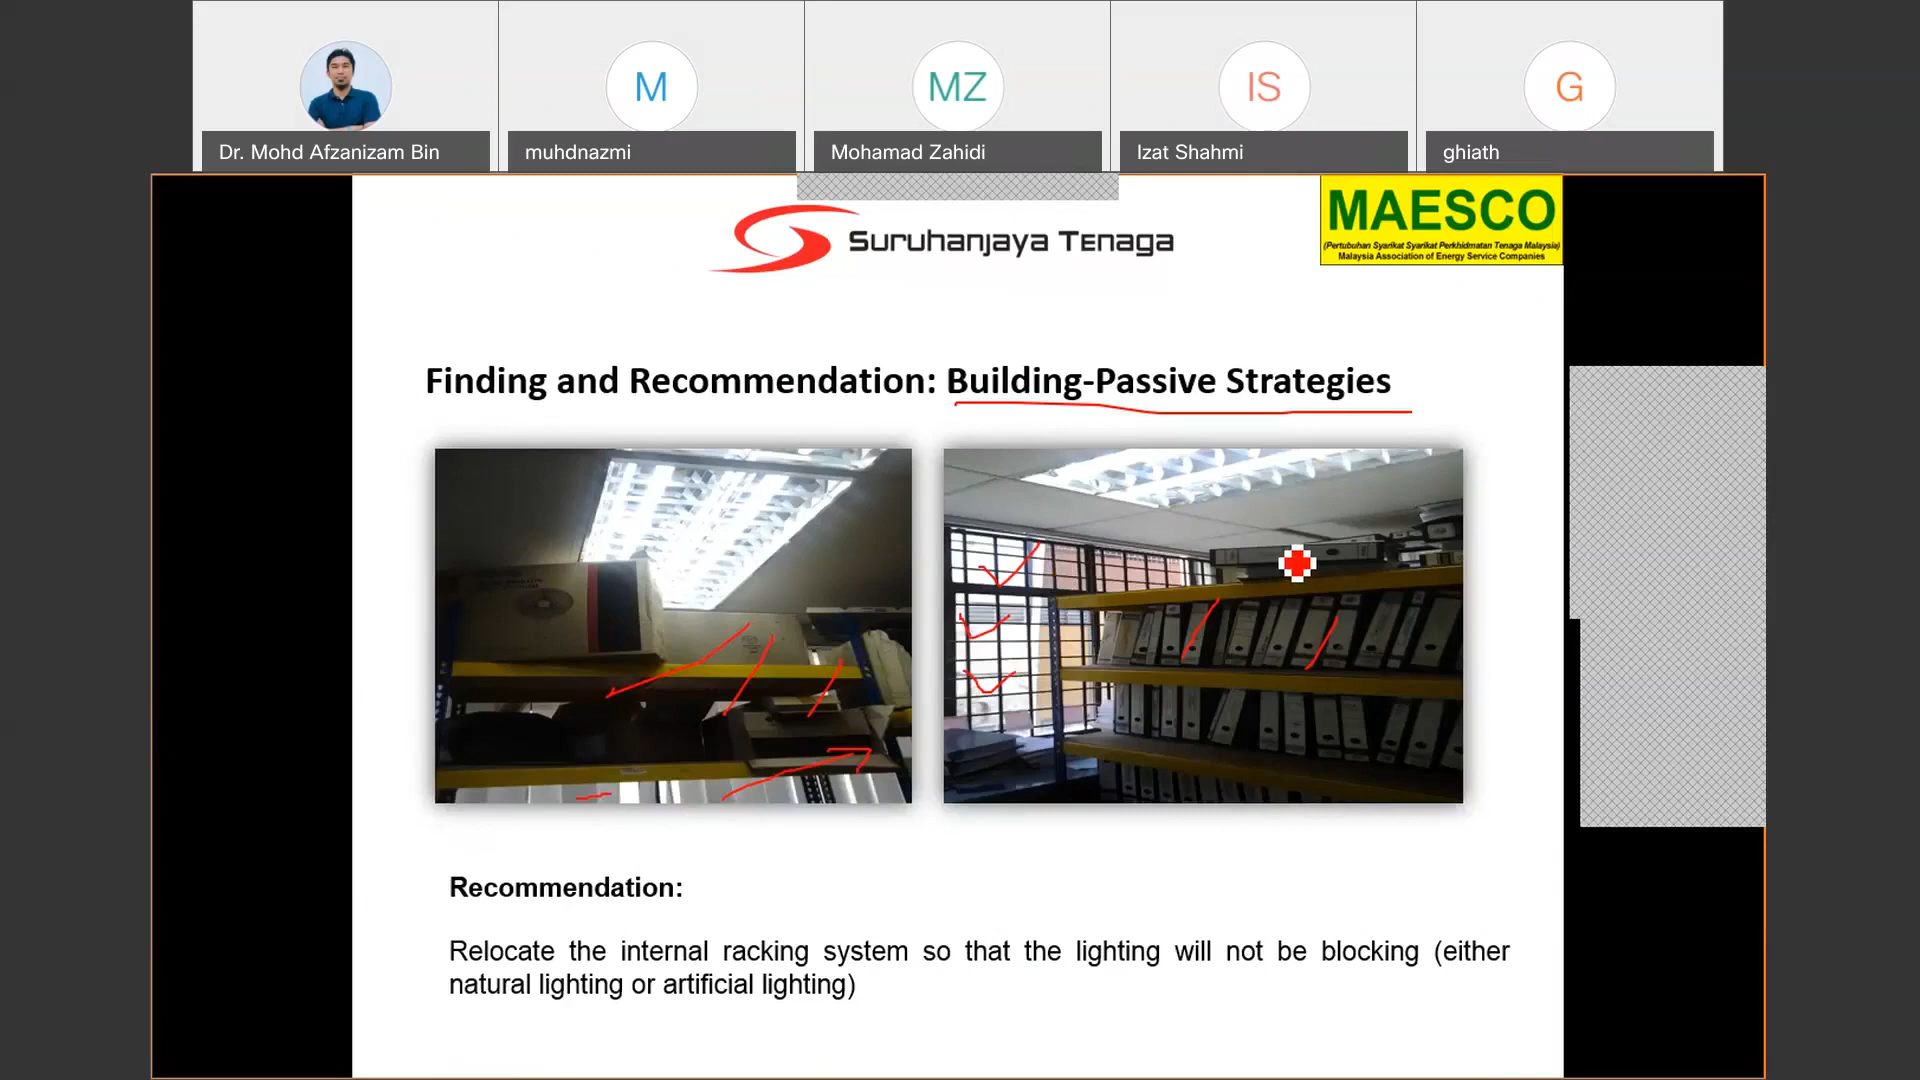 M
MZ
IS
G
Dr. Mohd Afzanizam Bin
muhdnazmi
Mohamad Zahidi
Izat Shahmi
ghiath
Suruhanjaya Tenaga
MAESCO
(Pertubuhan Syarikat Syarikat Perkhidmatan Tenaga Malaysia)
Malaysia Association of Energy Service Companies
Finding and Recommendation: Building-Passive Strategies
Recommendation:
Relocate the internal racking system so that the lighting will not be blocking (either
natural lighting or artificial lighting)